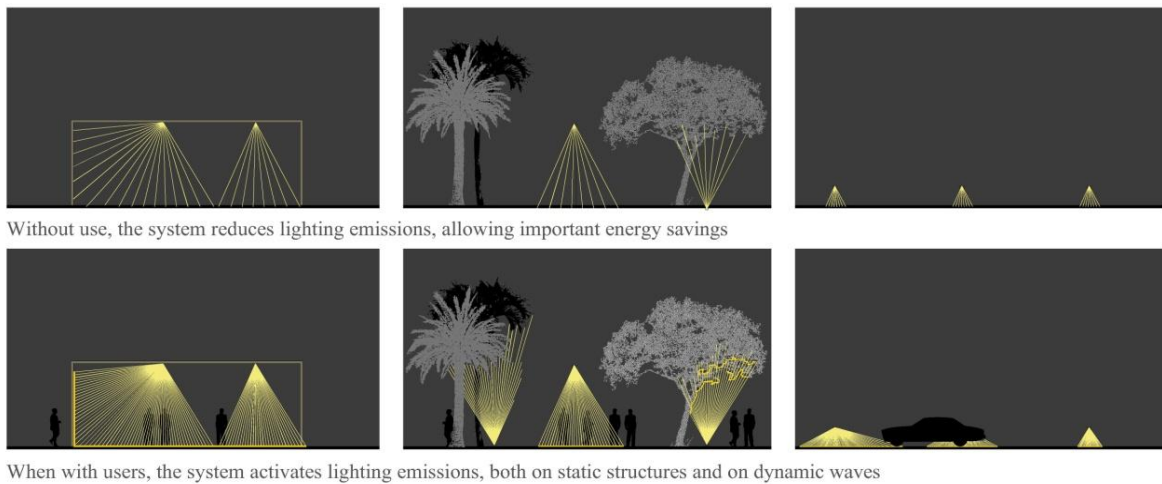 Without use, the system reduces lighting emissions, allowing important energy savings
When with users, the system activates lighting emissions, both on static structures and on dynamic waves